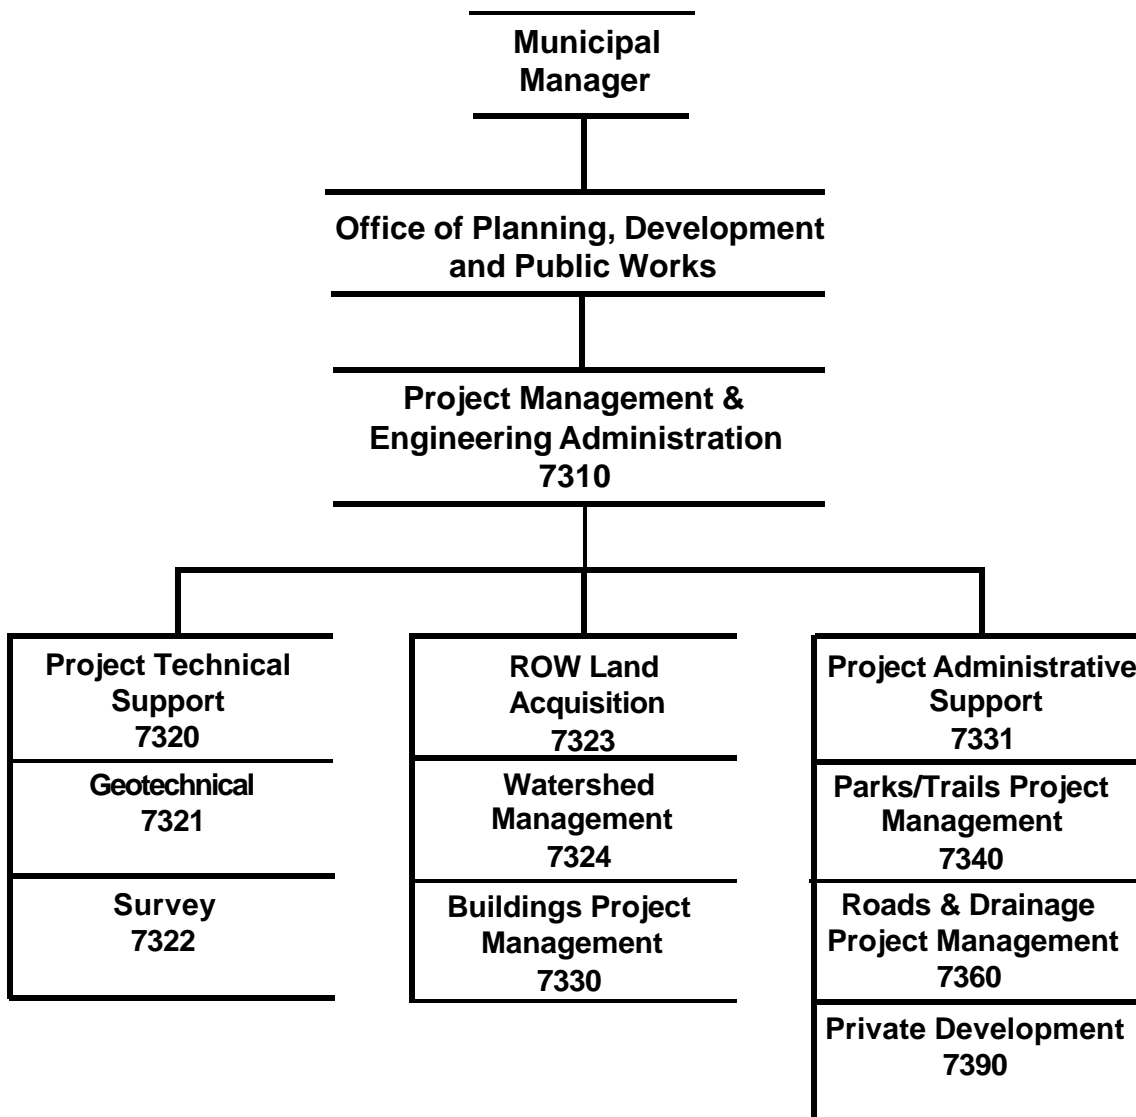 Municipal
Manager
Office of Planning, Development
and Public Works
Project Management &
Engineering Administration
7310
Project Technical
Support
7320
Geotechnical
7321
Survey
7322
ROW Land
Acquisition
7323
Watershed
Management
7324
Buildings Project
Management
7330
Project Administrative
Support
7331
Parks/Trails Project
Management
7340
Roads & Drainage
Project Management
7360
Private Development
7390